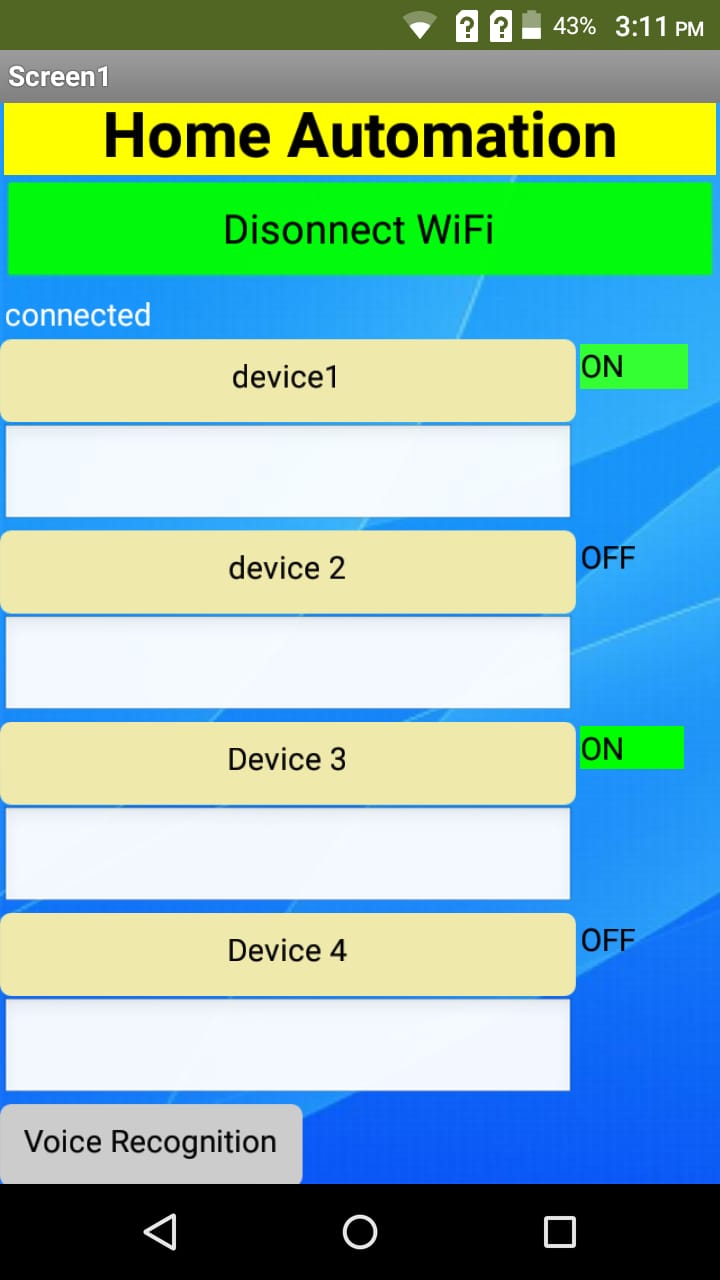 43% 3:11 PM
Screen1
Home Automation
Disonnect WiFi
connected
device1 ON
device 2 OFF
Device 3 ON
Device 4 OFF
Voice Recognition